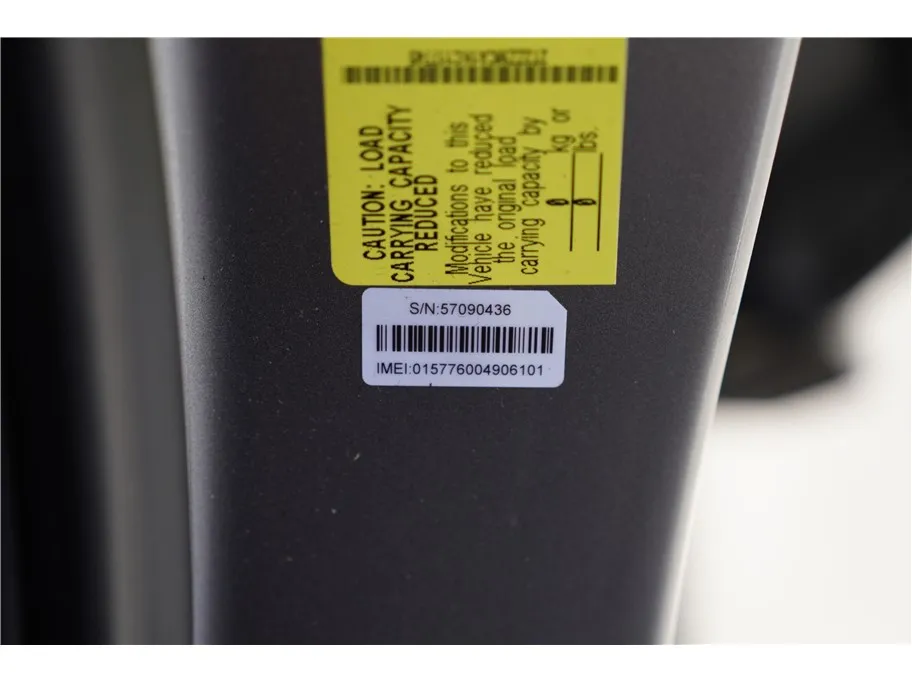 CAUTION: LOAD
CARRYING CAPACITY
REDUCED
Modifications to this
Vehicle have reduced
the original load
carrying capacity by
0 kg or
0 lbs.
S/N:57090436
IMEI:015776004906101